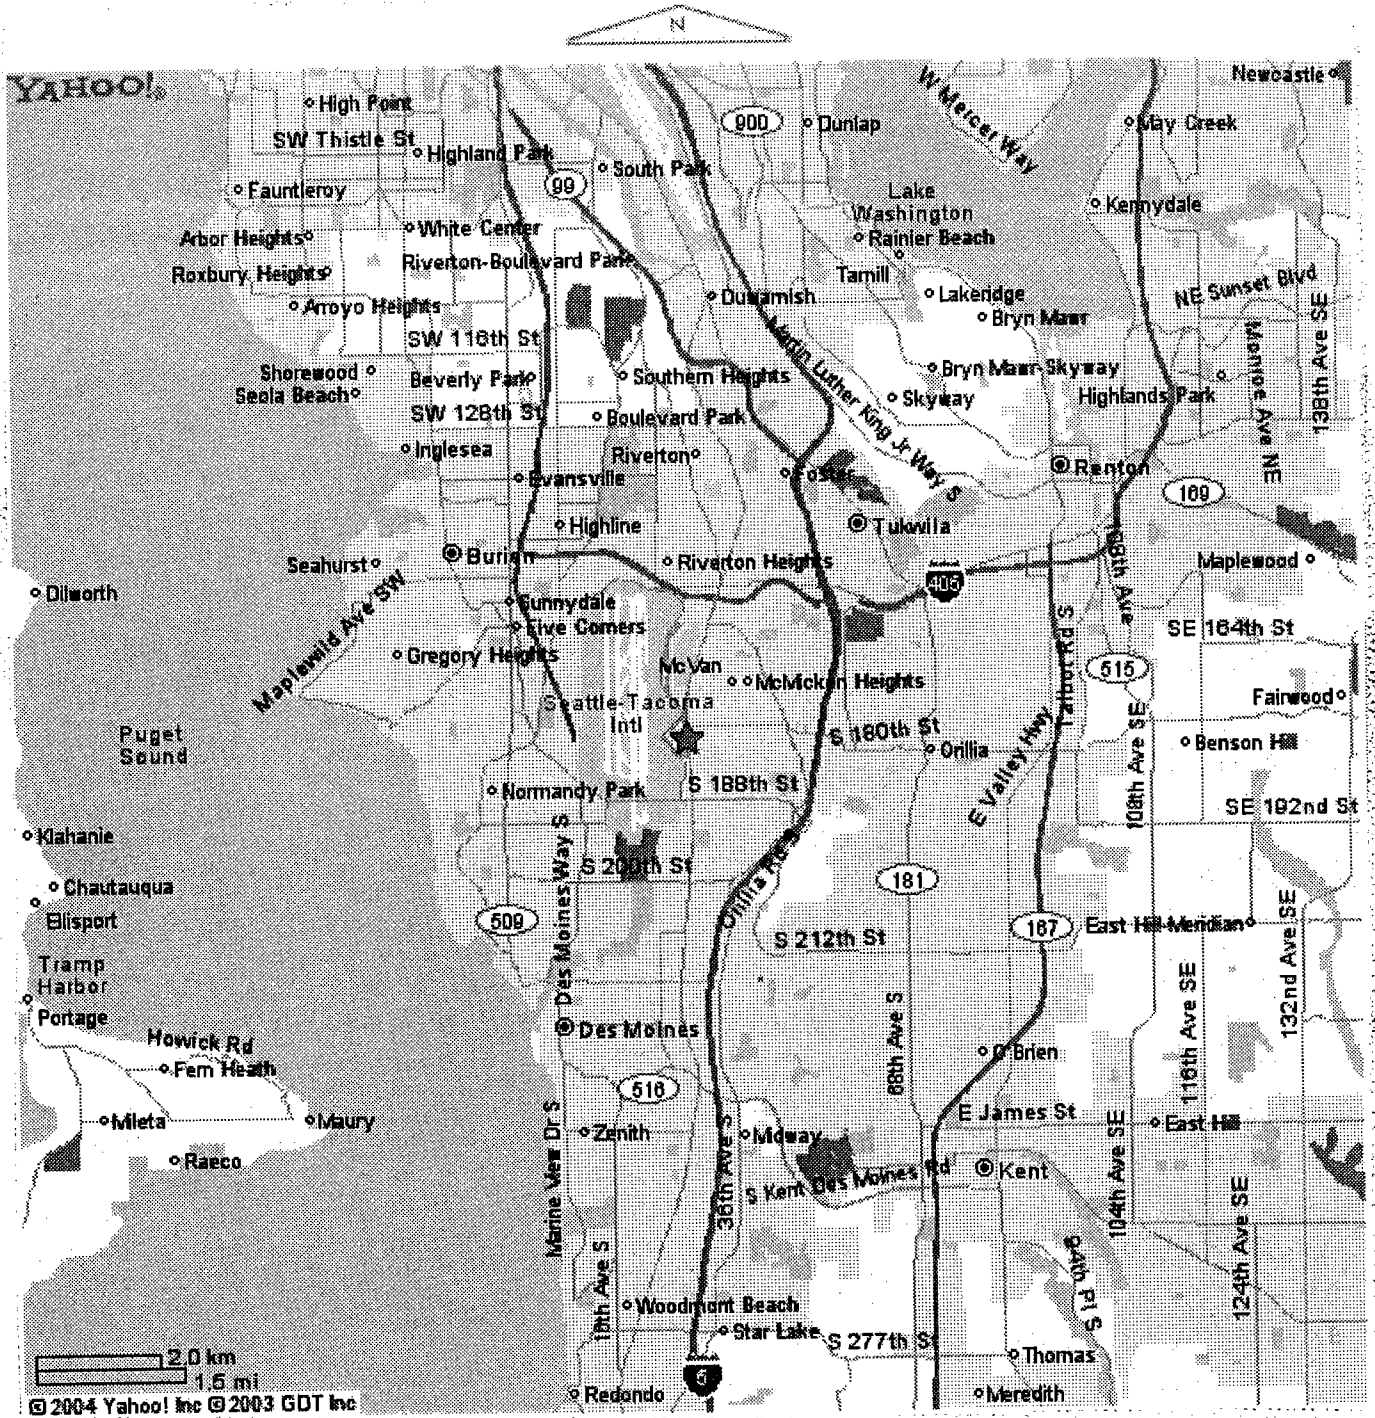 N
YAHOO!
Newcastle
High Point
900
Dunlap
W Mercer Way
May Creek
SW Thistle St
Highland Park
South Park
99
Fauntleroy
Lake
Washington
Kennydale
White Center
Arbor Heights
Rainier Beach
Riverton-Boulevard Park
Roxbury Heights
Tamill
NE Sunset Blvd
Arroyo Heights
Duwamish
Lakeridge
Bryn Mawr
138th Ave SE
Monroe Ave NE
SW 116th St
Martin Luther King Jr Way S
Shorewood
Beverly Park
Southern Heights
Bryn Mawr-Skyway
Seola Beach
SW 128th St
Boulevard Park
Skyway
Highlands Park
Inglesea
Riverton
Evansville
Foster
Renton
169
Highline
Tukwila
Burien
Seahurst
Riverton Heights
405
108th Ave
Maplewood
Dilworth
Maplewild Ave SW
Sunnydale
Five Corners
Talbot Rd S
SE 164th St
Gregory Heights
McVan
McMicken Heights
515
Fairwood
Seattle-Tacoma
Intl
Puget
Sound
S 180th St
Orillia
E Valley Hwy
108th Ave SE
Benson Hill
Normandy Park
S 188th St
SE 192nd St
Klahanie
Des Moines Way S
S 200th St
Orillia Rd S
181
Chautauqua
Ellisport
509
S 212th St
167
East Hill-Meridian
132nd Ave SE
Tramp
Harbor
Portage
Des Moines
68th Ave S
116th Ave SE
Howick Rd
Fern Heath
O'Brien
516
Mileta
Maury
Marine View Dr S
Zenith
36th Ave S
Midway
E James St
104th Ave SE
East Hill
Raeco
S Kent Des Moines Rd
Kent
124th Ave SE
94th Pl S
16th Ave S
Woodmont Beach
Star Lake
S 277th St
Thomas
2.0 km
1.5 mi
5
Redondo
Meredith
© 2004 Yahoo! Inc © 2003 GDT Inc